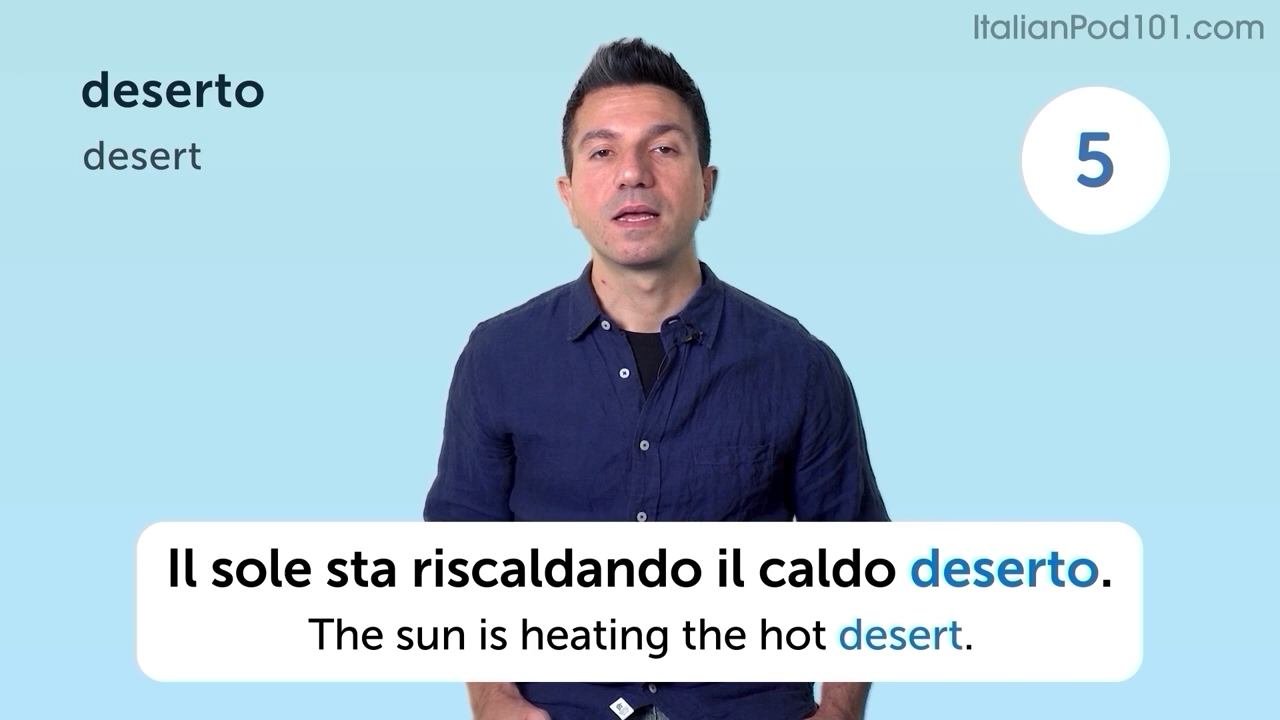 ItalianPod101.com
deserto
desert
5
Il sole sta riscaldando il caldo deserto.
The sun is heating the hot desert.